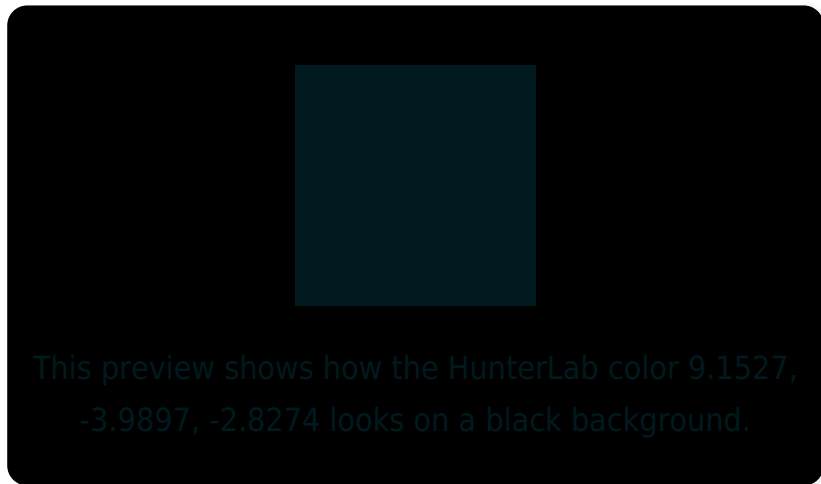 This preview shows how the HunterLab color 9.1527,
-3.9897, -2.8274 looks on a black background.